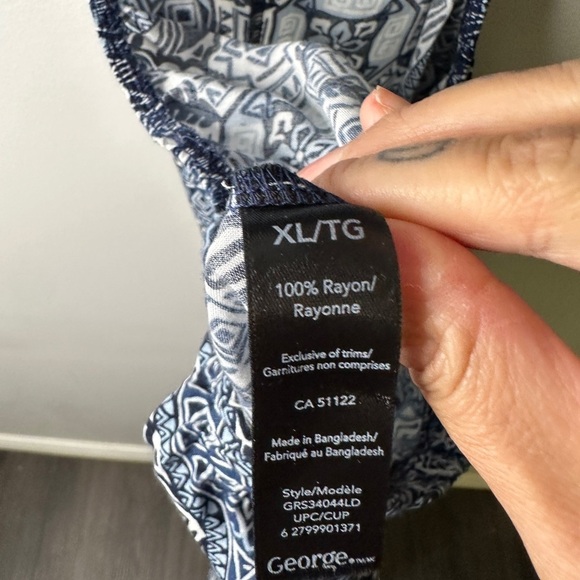 XL/TG
100% Rayon/
Rayonne
Exclusive of trims/
Garnitures non comprises
CA 51122
Made in Bangladesh/
Fabriqué au Bangladesh
Style/Modèle
GRS34044LD
UPC/CUP
6 2799901371
George.